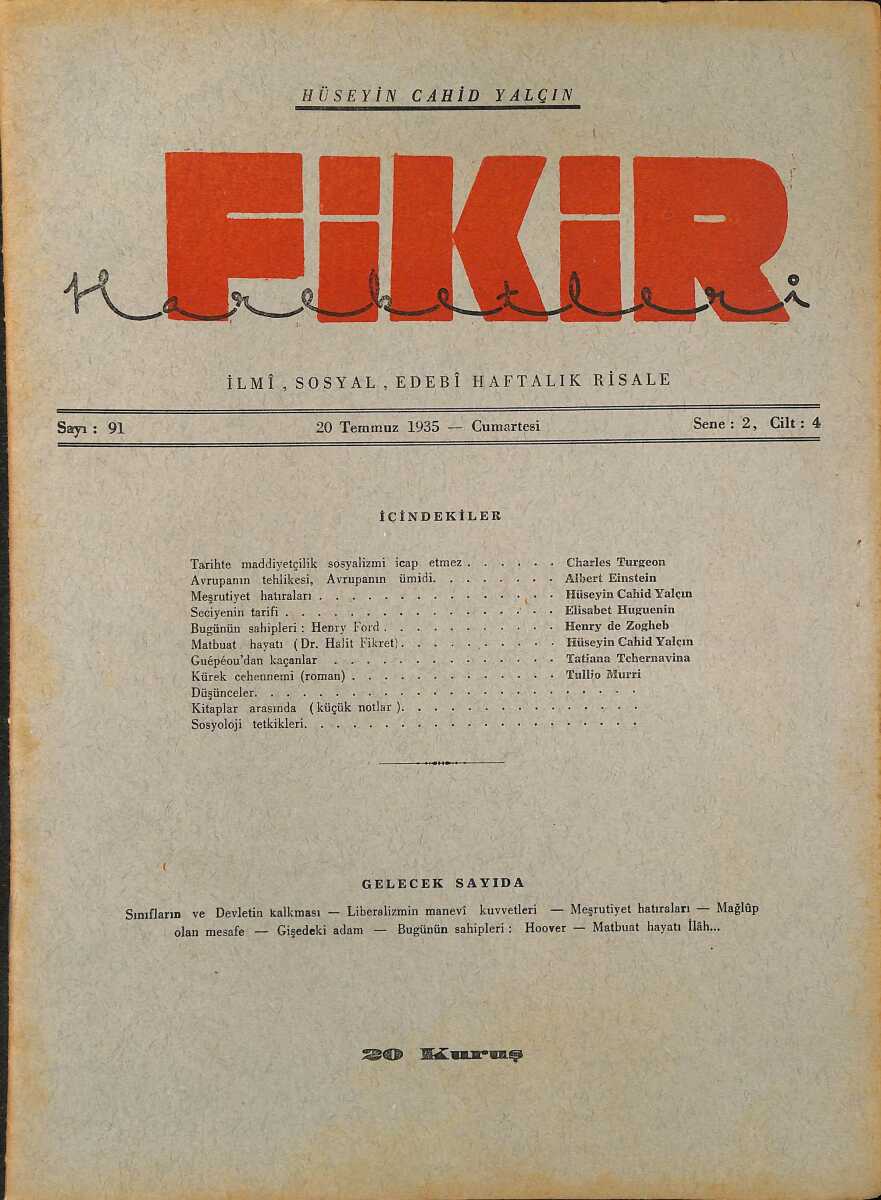 HÜSEYİN CAHİD YALÇIN
FİKİR
Hareketleri
İLMÎ, SOSYAL, EDEBÎ HAFTALIK RİSALE
Sayı : 91 20 Temmuz 1935 — Cumartesi Sene : 2, Cilt : 4
İCİNDEKİLER
Tarihte maddiyetçilik sosyalizmi icap etmez . . . . . . Charles Turgeon
Avrupanın tehlikesi, Avrupanın ümidi. . . . . . . . Albert Einstein
Meşrutiyet hatıraları . . . . . . . . . . . . . . Hüseyin Cahid Yalçın
Seciyenin tarifi . . . . . . . . . . . . . . . . Elisabet Huguenin
Bugünün sahipleri : Henry Ford . . . . . . . . . . . Henry de Zogheb
Matbuat hayatı (Dr. Halit Fikret). . . . . . . . . . Hüseyin Cahid Yalçın
Guépéou'dan kaçanlar . . . . . . . . . . . . . Tatiana Tchernavina
Kürek cehennemi (roman) . . . . . . . . . . . . Tullio Murri
Düşünceler. . . . . . . . . . . . . . . . . . . . .
Kitaplar arasında (küçük notlar ). . . . . . . . . . . . .
Sosyoloji tetkikleri. . . . . . . . . . . . . . . . . .
GELECEK SAYIDA
Sınıfların ve Devletin kalkması — Liberalizmin manevî kuvvetleri — Meşrutiyet hatıraları — Mağlûp
olan mesafe — Gişedeki adam — Bugünün sahipleri : Hoover — Matbuat hayatı İlâh...
20 Kuruş